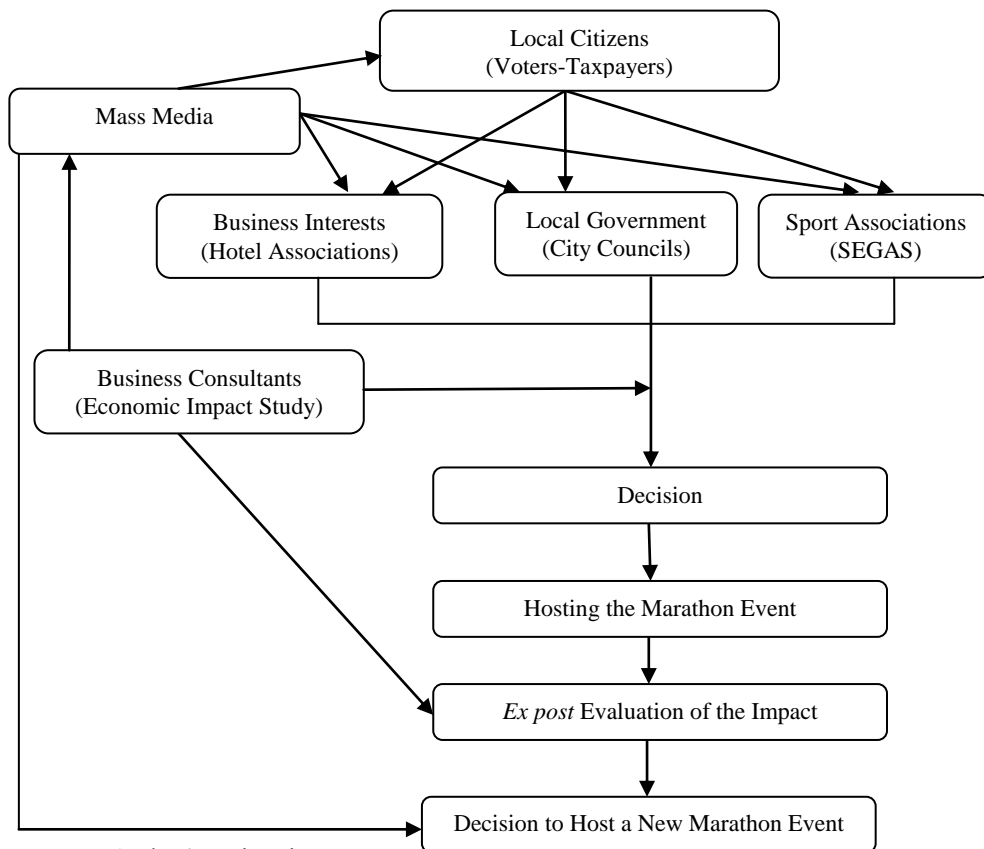 Local Citizens
(Voters-Taxpayers)
Mass Media
Business Interests
(Hotel Associations)
Local Government
(City Councils)
Sport Associations
(SEGAS)
Business Consultants
(Economic Impact Study)
Decision
Hosting the Marathon Event
Ex post Evaluation of the Impact
Decision to Host a New Marathon Event